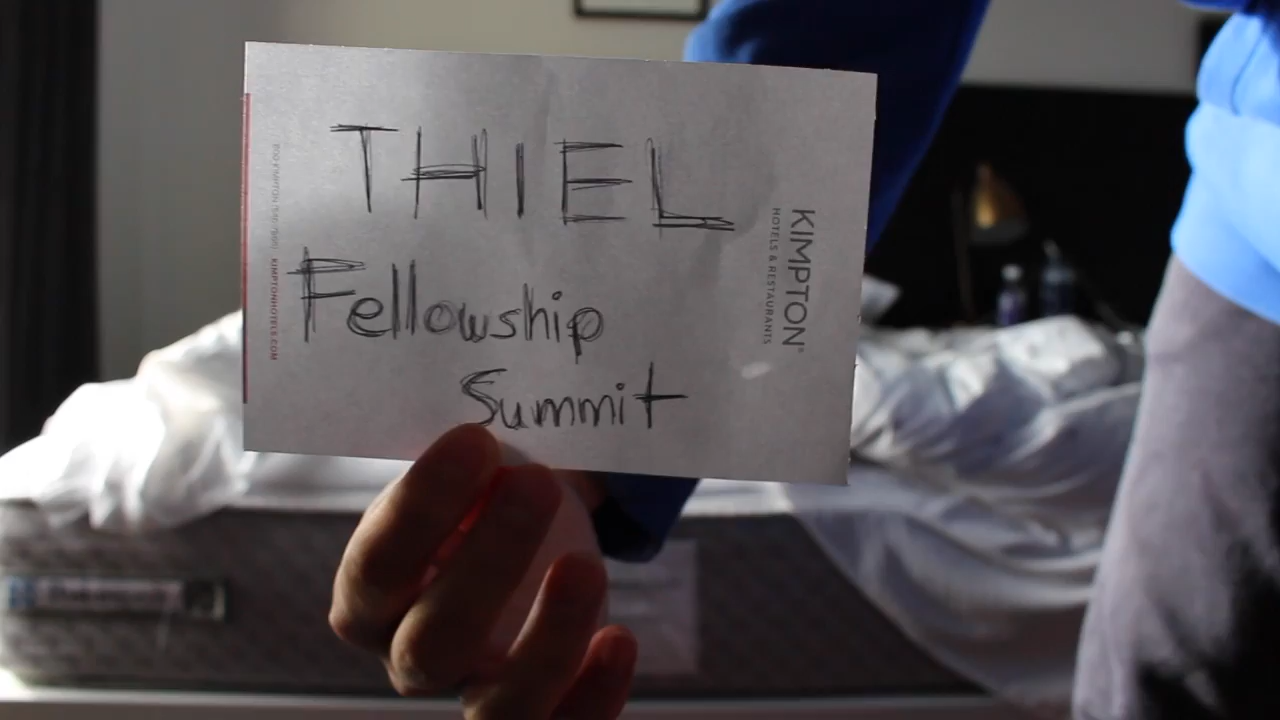 THIEL
Fellowship
Summit
KIMPTON®
HOTELS & RESTAURANTS
KIMPTONHOTELS.COM